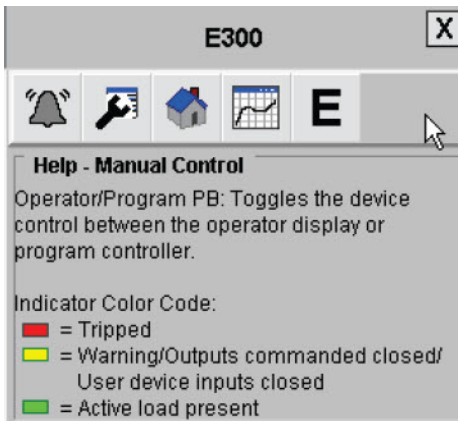 E300
X
E
Help - Manual Control
Operator/Program PB: Toggles the device
control between the operator display or
program controller.
Indicator Color Code:
= Tripped
= Warning/Outputs commanded closed/
User device inputs closed
= Active load present